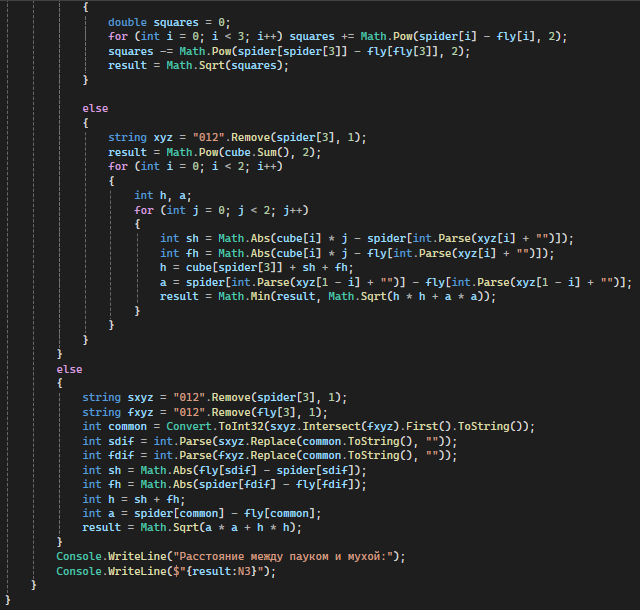 {
double squares = 0;
for (int i = 0; i < 3; i++) squares += Math.Pow(spider[i] - fly[i], 2);
squares -= Math.Pow(spider[spider[3]] - fly[fly[3]], 2);
result = Math.Sqrt(squares);
}
else
{
string xyz = "012".Remove(spider[3], 1);
result = Math.Pow(cube.Sum(), 2);
for (int i = 0; i < 2; i++)
{
int h, a;
for (int j = 0; j < 2; j++)
{
int sh = Math.Abs(cube[i] * j - spider[int.Parse(xyz[i] + "")]);
int fh = Math.Abs(cube[i] * j - fly[int.Parse(xyz[i] + "")]);
h = cube[spider[3]] + sh + fh;
a = spider[int.Parse(xyz[1 - i] + "")] - fly[int.Parse(xyz[1 - i] + "")];
result = Math.Min(result, Math.Sqrt(h * h + a * a));
}
}
}
}
else
{
string sxyz = "012".Remove(spider[3], 1);
string fxyz = "012".Remove(fly[3], 1);
int common = Convert.ToInt32(sxyz.Intersect(fxyz).First().ToString());
int sdif = int.Parse(sxyz.Replace(common.ToString(), ""));
int fdif = int.Parse(fxyz.Replace(common.ToString(), ""));
int sh = Math.Abs(fly[sdif] - spider[sdif]);
int fh = Math.Abs(spider[fdif] - fly[fdif]);
int h = sh + fh;
int a = spider[common] - fly[common];
result = Math.Sqrt(a * a + h * h);
}
Console.WriteLine("Расстояние между пауком и мухой:");
Console.WriteLine($"{result:N3}");
}
}